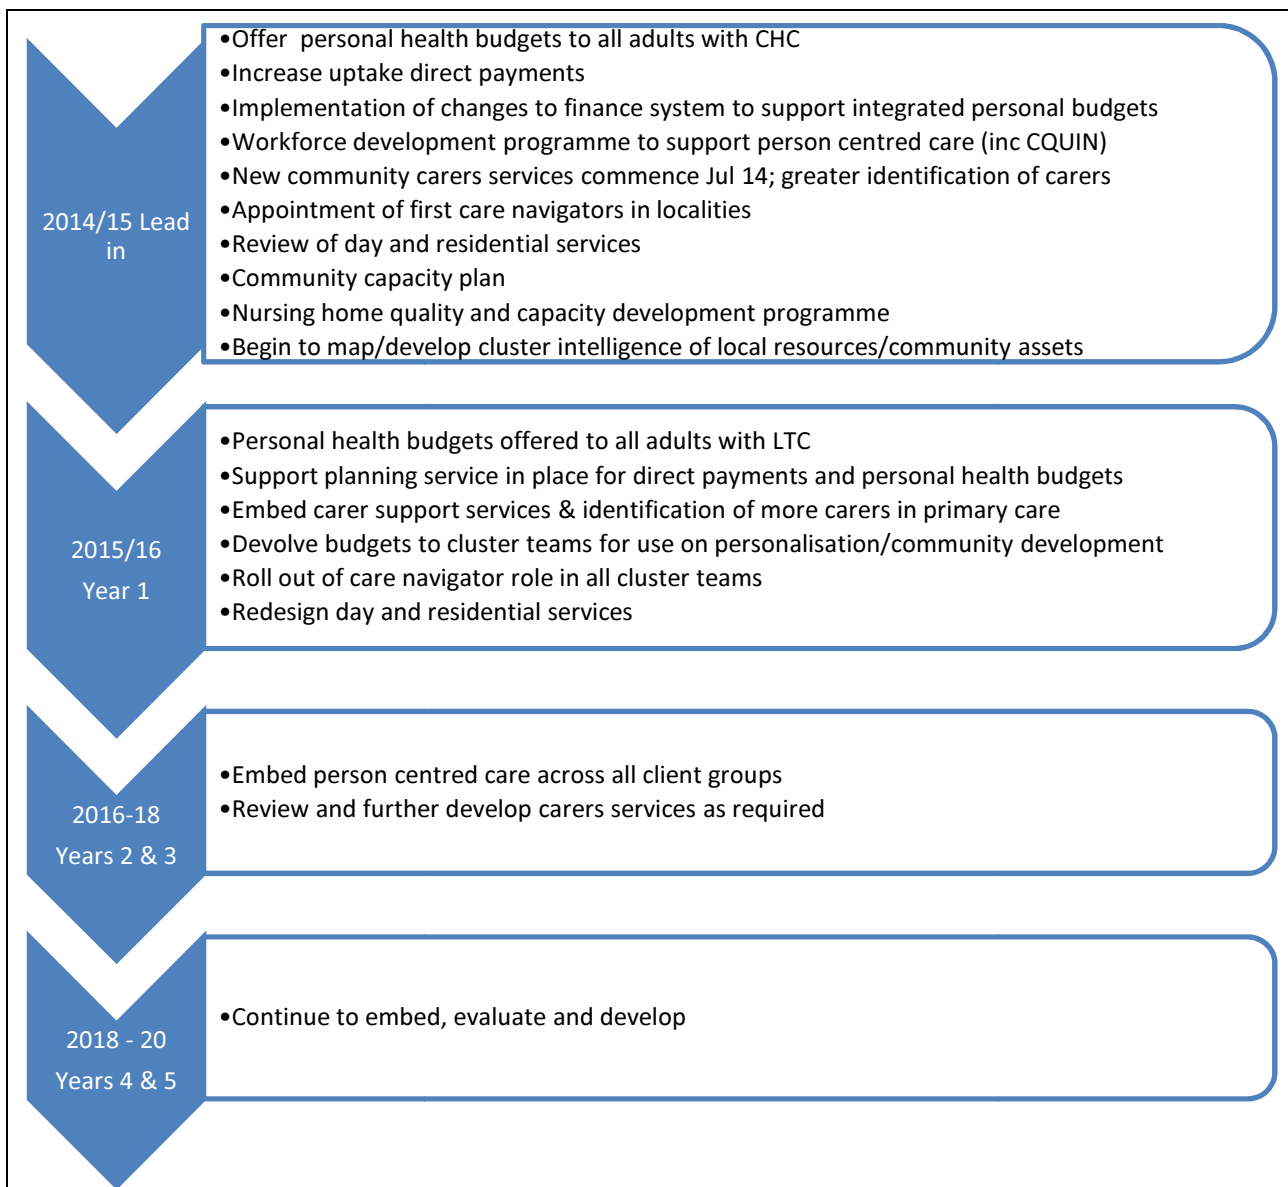 2014/15 Lead
in
•Offer  personal health budgets to all adults with CHC
•Increase uptake direct payments
•Implementation of changes to finance system to support integrated personal budgets
•Workforce development programme to support person centred care (inc CQUIN)
•New community carers services commence Jul 14; greater identification of carers
•Appointment of first care navigators in localities
•Review of day and residential services
•Community capacity plan
•Nursing home quality and capacity development programme
•Begin to map/develop cluster intelligence of local resources/community assets
2015/16
Year 1
•Personal health budgets offered to all adults with LTC
•Support planning service in place for direct payments and personal health budgets
•Embed carer support services & identification of more carers in primary care
•Devolve budgets to cluster teams for use on personalisation/community development
•Roll out of care navigator role in all cluster teams
•Redesign day and residential services
2016-18
Years 2 & 3
•Embed person centred care across all client groups
•Review and further develop carers services as required
2018 - 20
Years 4 & 5
•Continue to embed, evaluate and develop